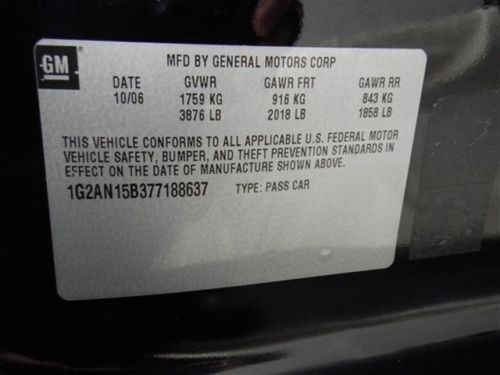 GM
MFD BY GENERAL MOTORS CORP
DATE GVWR GAWR FRT GAWR RR
10/06 1759 KG 916 KG 843 KG
3876 LB 2018 LB 1858 LB
THIS VEHICLE CONFORMS TO ALL APPLICABLE U.S. FEDERAL MOTOR
VEHICLE SAFETY, BUMPER, AND THEFT PREVENTION STANDARDS IN
EFFECT ON THE DATE OF MANUFACTURE SHOWN ABOVE.
1G2AN15B377188637 TYPE: PASS CAR